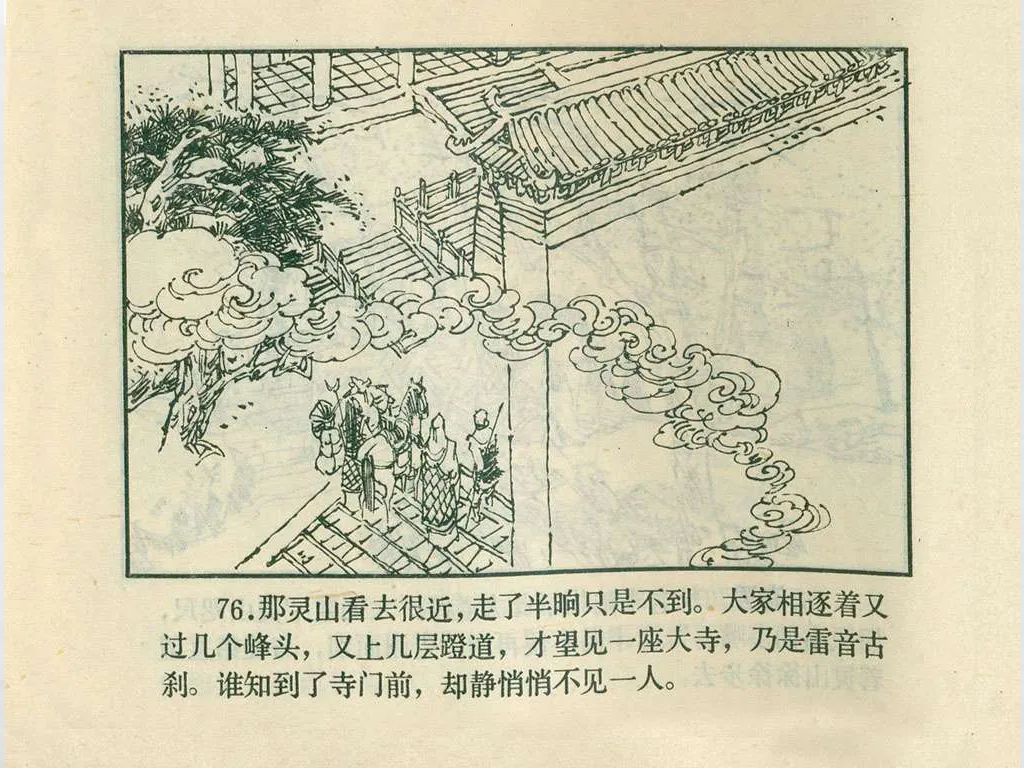 76.那灵山看去很近，走了半晌只是不到。大家相逐着又
过几个峰头，又上几层蹬道，才望见一座大寺，乃是雷音古
刹。谁知到了寺门前，却静悄悄不见一人。